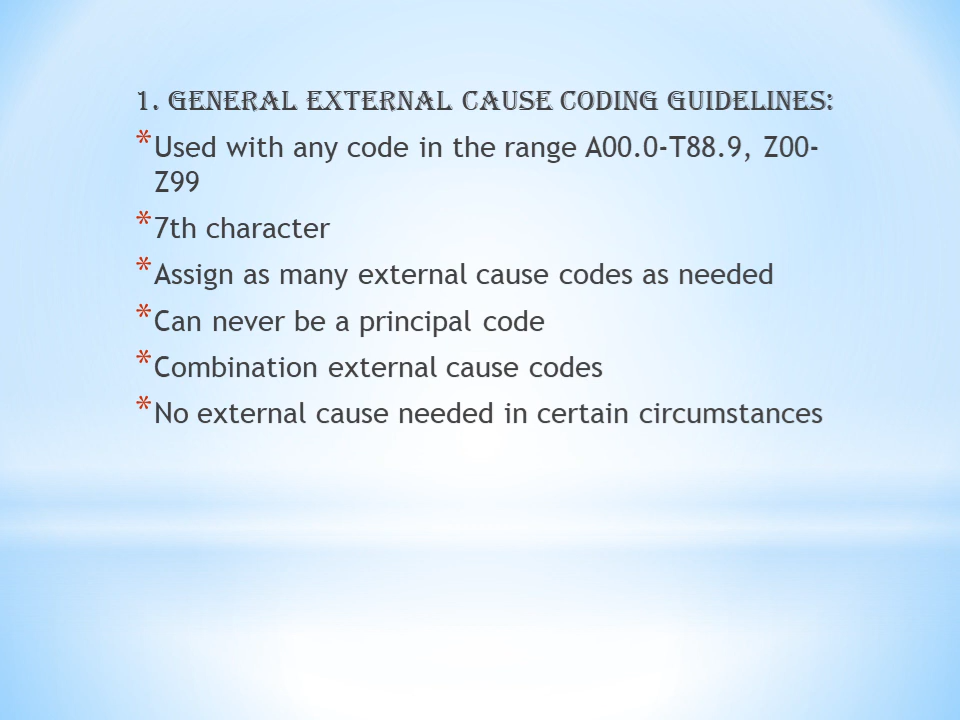 1. GENERAL EXTERNAL CAUSE CODING GUIDELINES:
* Used with any code in the range A00.0-T88.9, Z00-
Z99
* 7th character
* Assign as many external cause codes as needed
* Can never be a principal code
* Combination external cause codes
* No external cause needed in certain circumstances